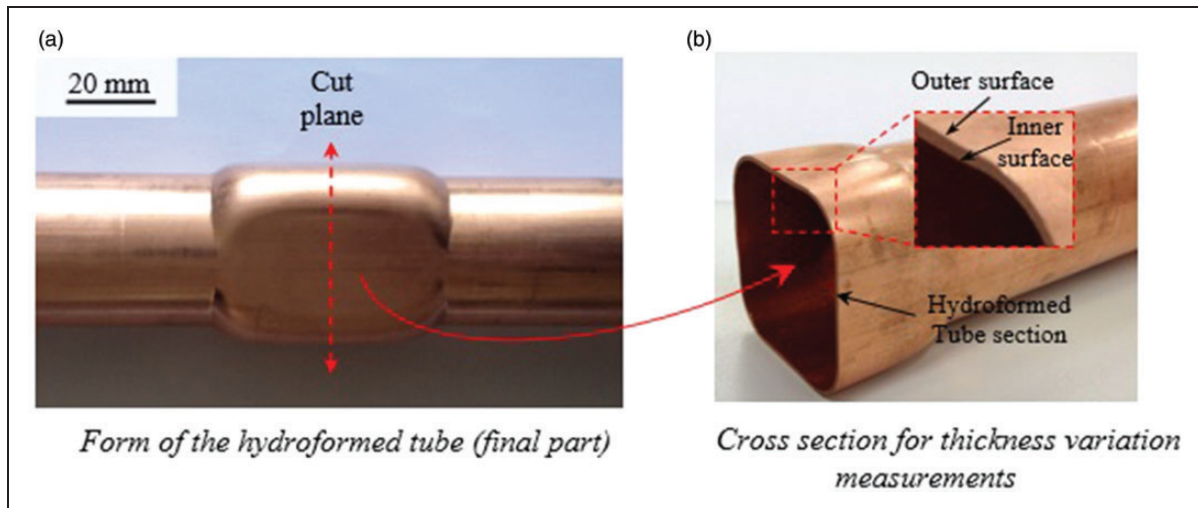 (a)
20 mm
Cut
plane
Form of the hydroformed tube (final part)
(b)
Outer surface
Inner
surface
Hydroformed
Tube section
Cross section for thickness variation
measurements